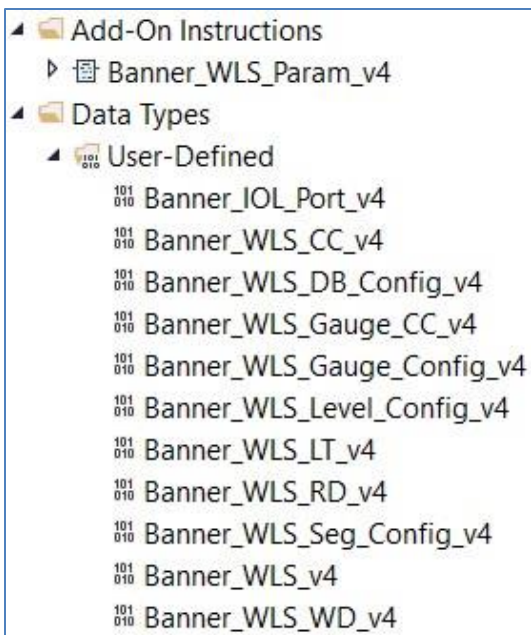 Add-On Instructions
Banner_WLS_Param_v4
Data Types
User-Defined
Banner_IOL_Port_v4
Banner_WLS_CC_v4
Banner_WLS_DB_Config_v4
Banner_WLS_Gauge_CC_v4
Banner_WLS_Gauge_Config_v4
Banner_WLS_Level_Config_v4
Banner_WLS_LT_v4
Banner_WLS_RD_v4
Banner_WLS_Seg_Config_v4
Banner_WLS_v4
Banner_WLS_WD_v4